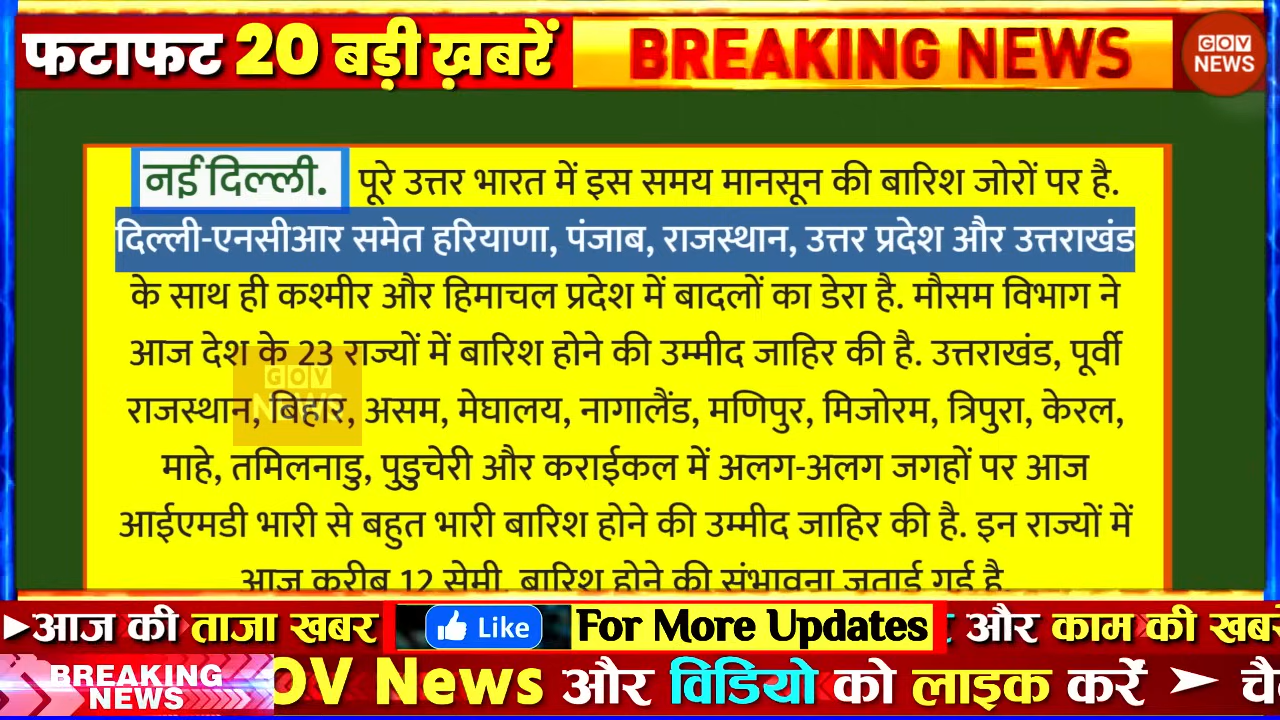 फटाफट 20 बड़ी ख़बरें
BREAKING NEWS
GOV
NEWS
नई दिल्ली. पूरे उत्तर भारत में इस समय मानसून की बारिश जोरों पर है.
दिल्ली-एनसीआर समेत हरियाणा, पंजाब, राजस्थान, उत्तर प्रदेश और उत्तराखंड
के साथ ही कश्मीर और हिमाचल प्रदेश में बादलों का डेरा है. मौसम विभाग ने
आज देश के 23 राज्यों में बारिश होने की उम्मीद जाहिर की है. उत्तराखंड, पूर्वी
राजस्थान, बिहार, असम, मेघालय, नागालैंड, मणिपुर, मिजोरम, त्रिपुरा, केरल,
माहे, तमिलनाडु, पुडुचेरी और कराईकल में अलग-अलग जगहों पर आज
आईएमडी भारी से बहुत भारी बारिश होने की उम्मीद जाहिर की है. इन राज्यों में
आज करीब 12 सेमी. बारिश होने की संभावना जताई गई है.
GOV
NEWS
आज की ताजा खबर Like For More Updates और काम की खबरें
BREAKING
NEWS
OV News और विडियो को लाइक करें